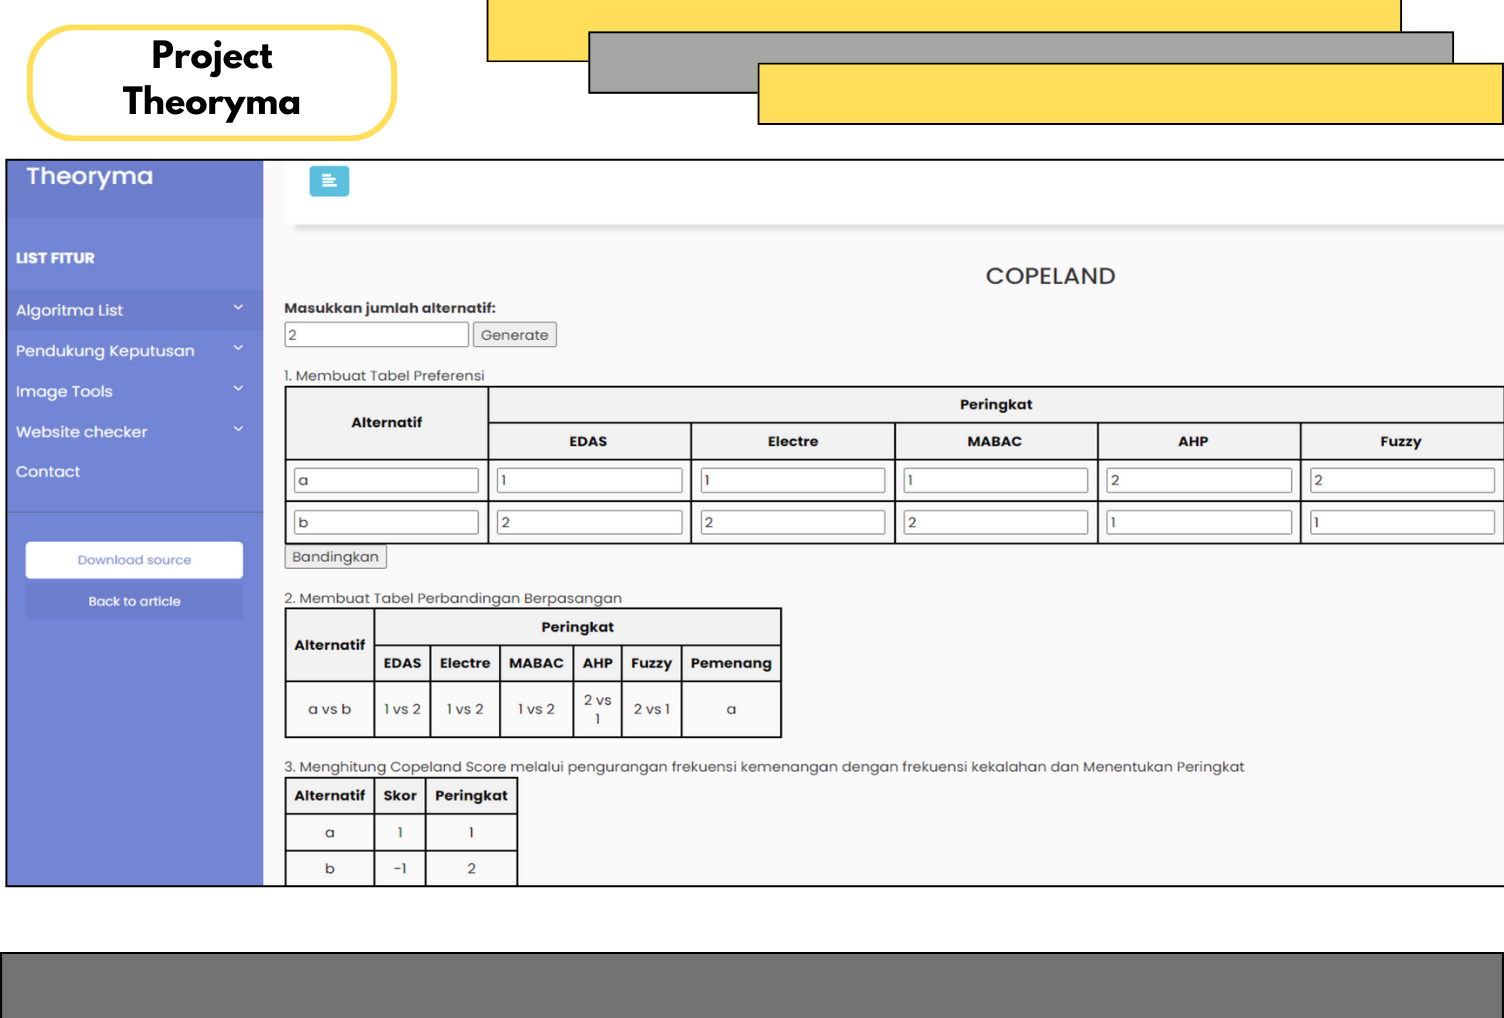 Project
Theoryma
Theoryma
LIST FITUR
Algoritma List
Pendukung Keputusan
Image Tools
Website checker
Contact
Download source
Back to article
COPELAND
Masukkan jumlah alternatif:
2 Generate
1. Membuat Tabel Preferensi
Alternatif Peringkat
EDAS Electre MABAC AHP Fuzzy
a 1 1 1 2 2
b 2 2 2 1 1
Bandingkan
2. Membuat Tabel Perbandingan Berpasangan
Alternatif Peringkat
EDAS Electre MABAC AHP Fuzzy Pemenang
a vs b 1 vs 2 1 vs 2 1 vs 2 2 vs 1 2 vs 1 a
3. Menghitung Copeland Score melalui pengurangan frekuensi kemenangan dengan frekuensi kekalahan dan Menentukan Peringkat
Alternatif Skor Peringkat
a 1 1
b -1 2